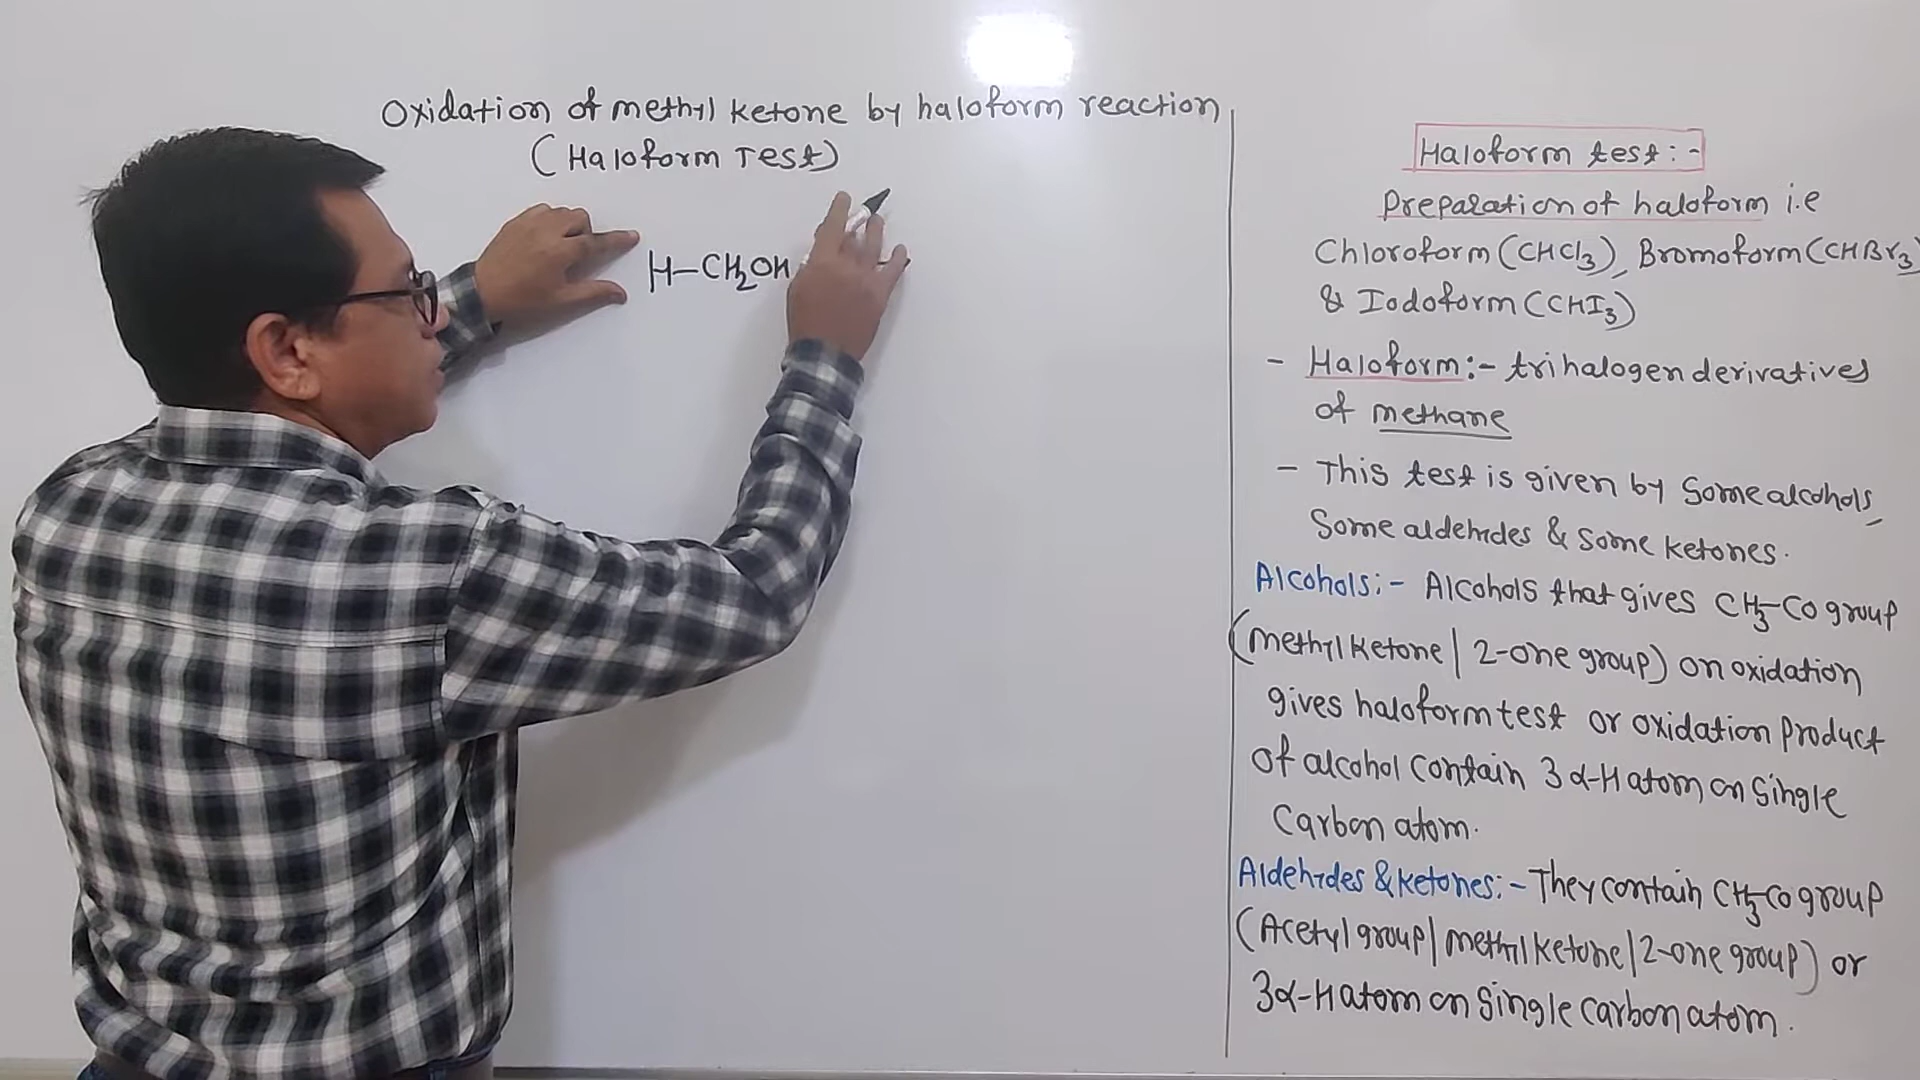 Oxidation of methyl ketone by haloform reaction
(Haloform Test)
H-CH2OH
Haloform test:-
Preparation of haloform i.e
Chloroform(CHCl3), Bromoform(CHBr3)
& Iodoform(CHI3)
- Haloform:- trihalogen derivatives
of methane
- This test is given by some alcohols,
Some aldehydes & some ketones.
Alcohols:- Alcohols that gives CH3-CO group
(methyl ketone | 2-one group) on oxidation
gives haloform test or oxidation product
of alcohol contain 3 α-H atom on single
Carbon atom.
Aldehydes & ketones:- They contain CH3CO group
(Acetyl group | methyl ketone | 2-one group) or
3α-H atom on single carbon atom.